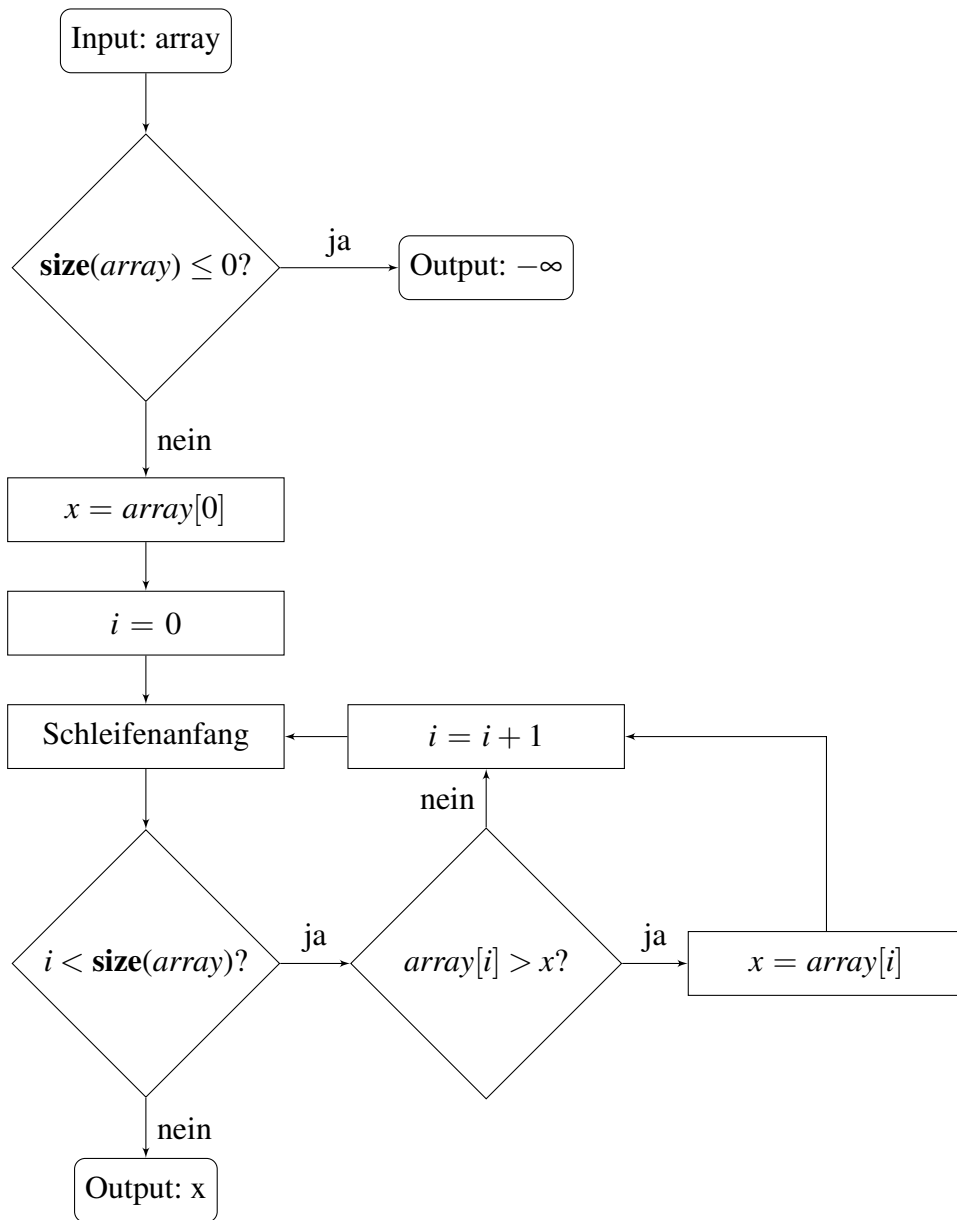 Input: array
size(array) ≤ 0?
ja
Output: −∞
nein
x = array[0]
i = 0
Schleifenanfang
i = i + 1
nein
i < size(array)?
ja
array[i] > x?
ja
x = array[i]
nein
Output: x